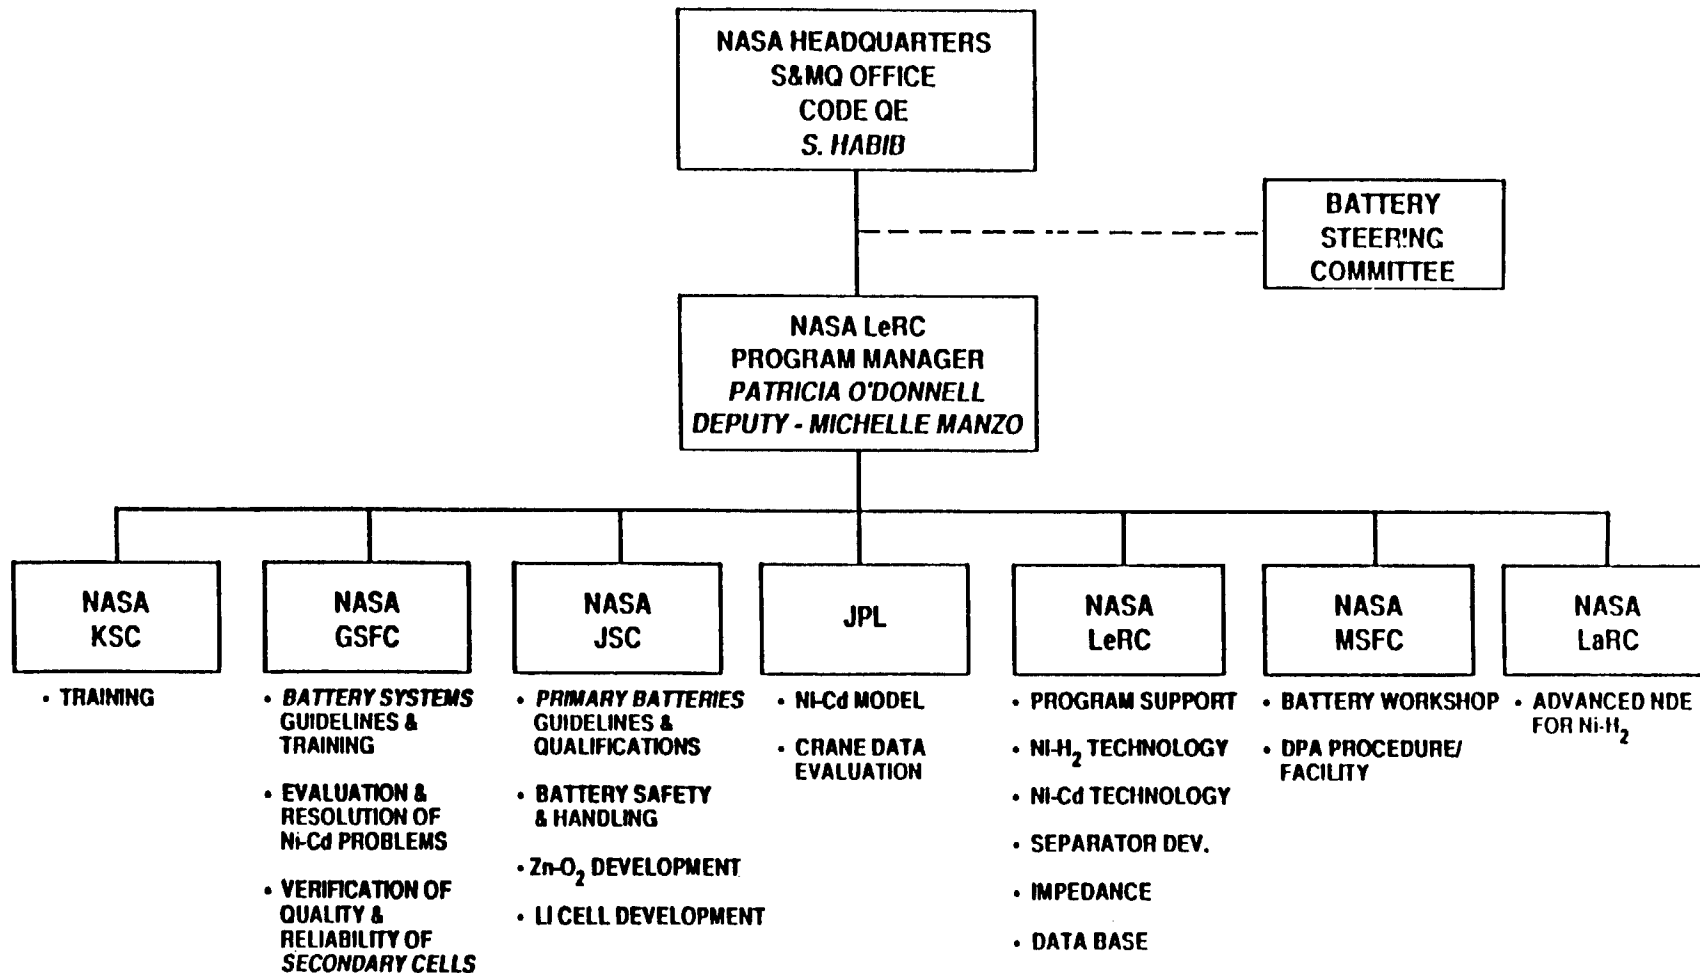 NASA HEADQUARTERS
S&MQ OFFICE
CODE QE
S. HABIB
BATTERY
STEER'NG
COMMITTEE
NASA LeRC
PROGRAM MANAGER
PATRICIA O'DONNELL
DEPUTY - MICHELLE MANZO
NASA
KSC
• TRAINING
NASA
GSFC
• BATTERY SYSTEMS
GUIDELINES &
TRAINING
• EVALUATION &
RESOLUTION OF
Ni-Cd PROBLEMS
• VERIFICATION OF
QUALITY &
RELIABILITY OF
SECONDARY CELLS
NASA
JSC
• PRIMARY BATTERIES
GUIDELINES &
QUALIFICATIONS
• BATTERY SAFETY
& HANDLING
• Zn-O₂ DEVELOPMENT
• LI CELL DEVELOPMENT
JPL
• Ni-Cd MODEL
• CRANE DATA
EVALUATION
NASA
LeRC
• PROGRAM SUPPORT
• Ni-H₂ TECHNOLOGY
• Ni-Cd TECHNOLOGY
• SEPARATOR DEV.
• IMPEDANCE
• DATA BASE
NASA
MSFC
• BATTERY WORKSHOP
• DPA PROCEDURE/
FACILITY
NASA
LaRC
• ADVANCED NDE
FOR Ni-H₂